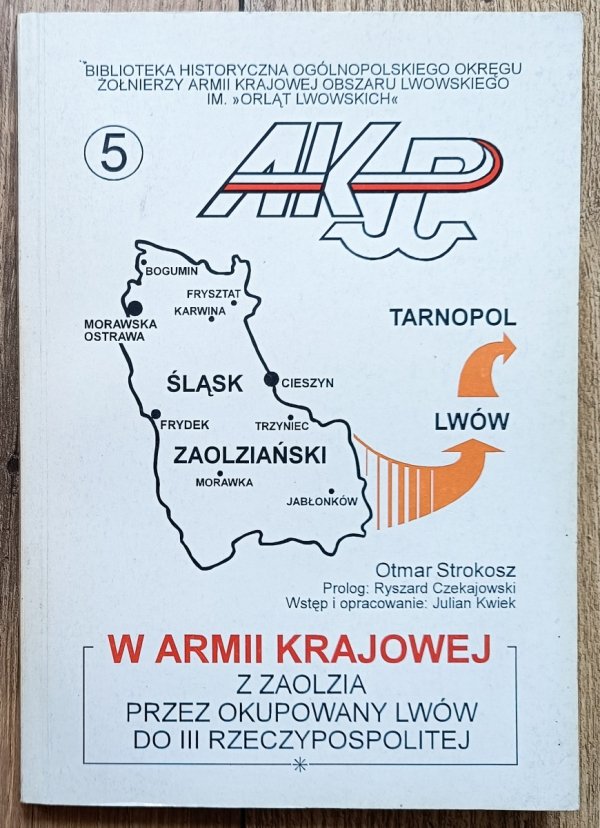 BIBLIOTEKA HISTORYCZNA OGÓLNOPOLSKIEGO OKRĘGU
ŻOŁNIERZY ARMII KRAJOWEJ OBSZARU LWOWSKIEGO
IM. »ORLĄT LWOWSKICH«
5
AK
BOGUMIN
FRYSZTAT
KARWINA
MORAWSKA
OSTRAWA
TARNOPOL
ŚLĄSK
CIESZYN
FRYDEK
TRZYNIEC
LWÓW
ZAOLZIAŃSKI
MORAWKA
JABŁONKÓW
Otmar Strokosz
Prolog: Ryszard Czekajowski
Wstęp i opracowanie: Julian Kwiek
W ARMII KRAJOWEJ
Z ZAOLZIA
PRZEZ OKUPOWANY LWÓW
DO III RZECZYPOSPOLITEJ